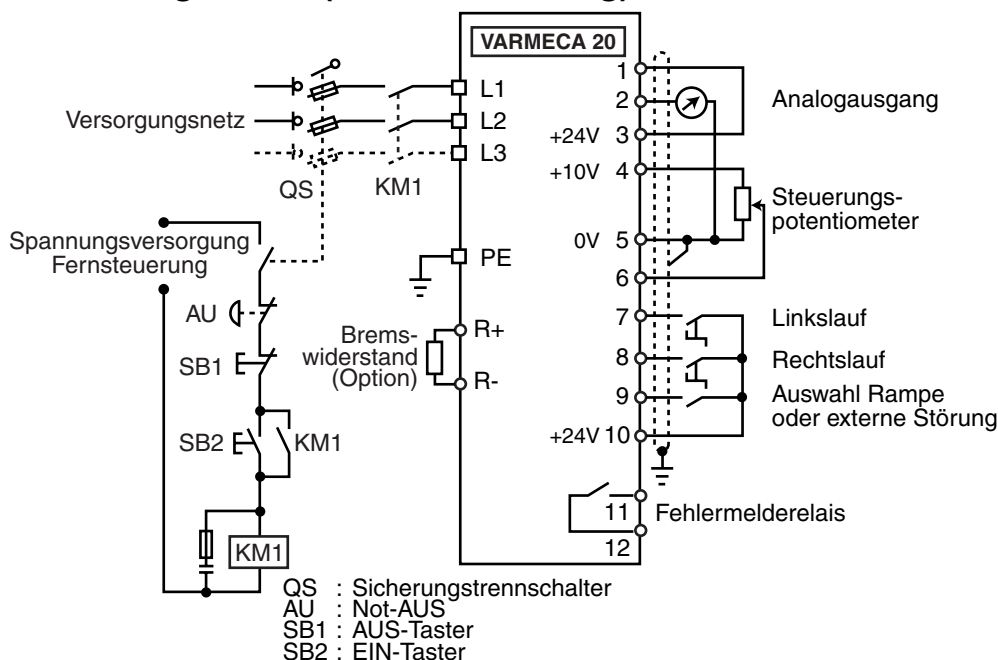 VARMECA 20
L1
L2
L3
Versorgungsnetz
QS
KM1
Spannungsversorgung
Fernsteuerung
PE
AU
SB1
SB2
KM1
KM1
Brems-
widerstand
(Option)
R+
R-
1
2
+24V 3
+10V 4
0V 5
6
7
8
9
+24V 10
11
12
Analogausgang
Steuerungs-
potentiometer
Linkslauf
Rechtslauf
Auswahl Rampe
oder externe Störung
Fehlermelderelais
QS : Sicherungstrennschalter
AU : Not-AUS
SB1 : AUS-Taster
SB2 : EIN-Taster